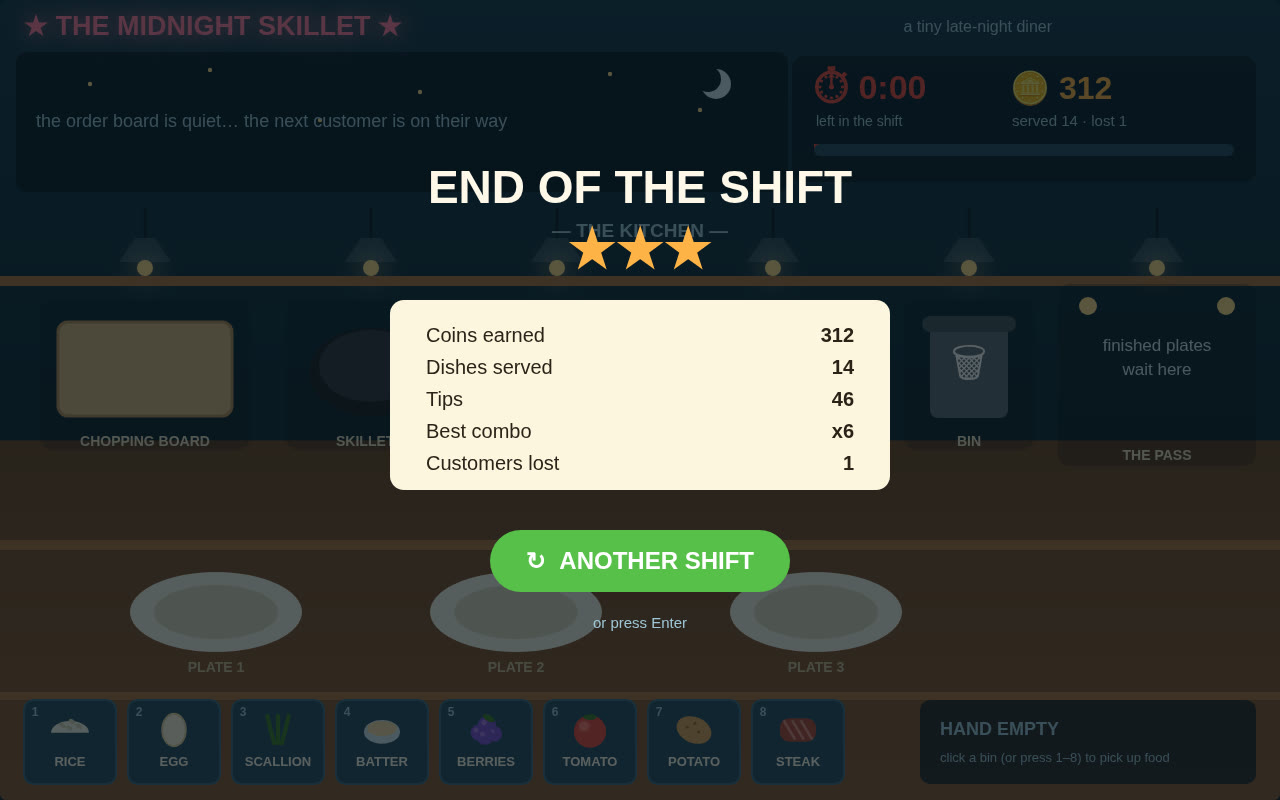 ★ THE MIDNIGHT SKILLET ★
a tiny late-night diner
the order board is quiet… the next customer is on their way
0:00
left in the shift
312
served 14 · lost 1
END OF THE SHIFT
— THE KITCHEN —
★★★
Coins earned 312
Dishes served 14
Tips 46
Best combo x6
Customers lost 1
finished plates
wait here
CHOPPING BOARD
SKILLET
BIN
THE PASS
↻ ANOTHER SHIFT
or press Enter
PLATE 1
PLATE 2
PLATE 3
1 RICE
2 EGG
3 SCALLION
4 BATTER
5 BERRIES
6 TOMATO
7 POTATO
8 STEAK
HAND EMPTY
click a bin (or press 1–8) to pick up food